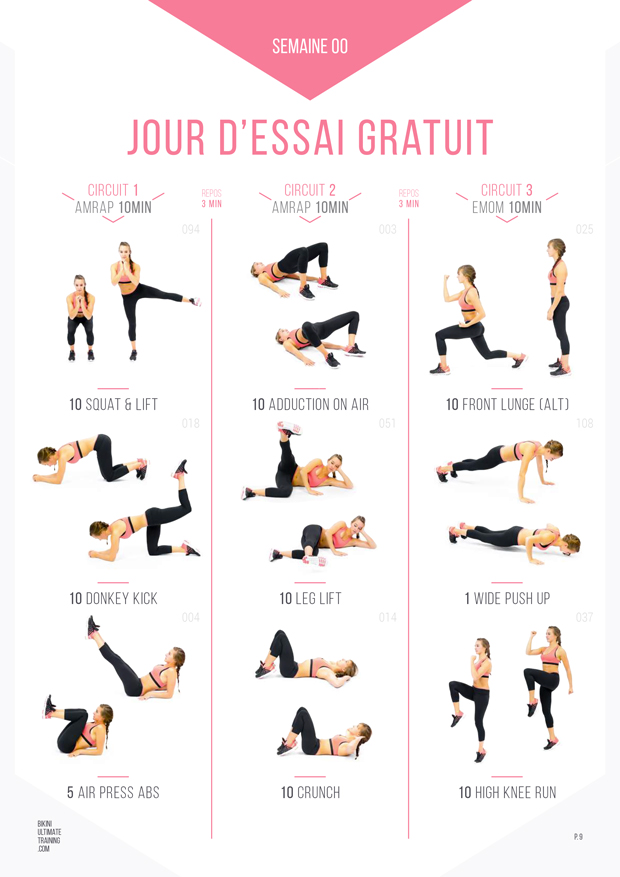 SEMAINE 00
JOUR D'ESSAI GRATUIT
CIRCUIT 1
AMRAP 10MIN
REPOS
3 MIN
CIRCUIT 2
AMRAP 10MIN
REPOS
3 MIN
CIRCUIT 3
EMOM 10MIN
094
003
025
10 SQUAT & LIFT
10 ADDUCTION ON AIR
10 FRONT LUNGE (ALT)
018
051
108
10 DONKEY KICK
10 LEG LIFT
1 WIDE PUSH UP
004
014
037
5 AIR PRESS ABS
10 CRUNCH
10 HIGH KNEE RUN
BIKINI
ULTIMATE
TRAINING
.COM
P. 9